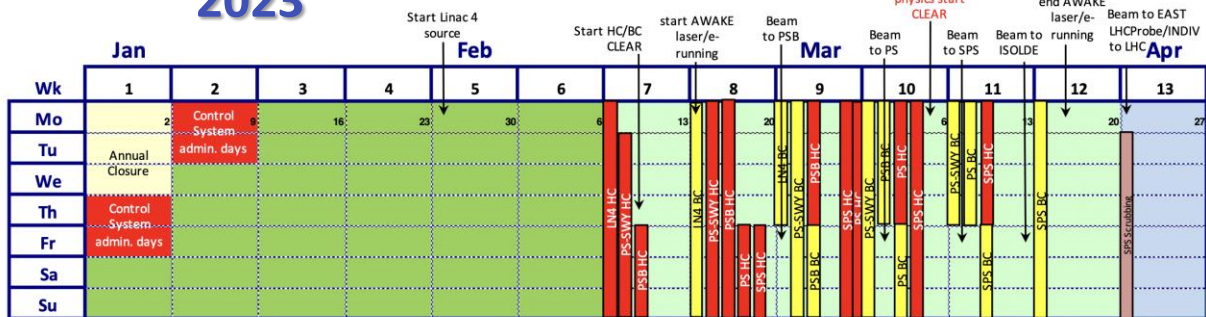 2023
physics start
CLEAR
Start Linac 4
source
Start HC/BC
CLEAR
start AWAKE
laser/e-
running
Beam
to PSB
Beam
to PS
Beam
to SPS
Beam to
ISOLDE
end AWAKE
laser/e-
running
Beam to EAST
LHCProbe/INDIV
to LHC
Jan
Feb
Mar
Apr
Wk 1 2 3 4 5 6 7 8 9 10 11 12 13
Mo 2 9 16 23 30 6 13 20 6 13 20 27
Tu
We
Th
Fr
Sa
Su
Annual
Closure
Control
System
admin. days
Control
System
admin. days
LN4 HC
PS-SWY HC
PSB HC
LN4 BC
PS-SWY HC
PSB HC
PS HC
SPS HC
LN4 BC
PS-SWY BC
PSB HC
PSB BC
SPS HC
PS-SWY BC
PSB BC
PS HC
PS BC
PS HC
PS-SWY BC
PS BC
SPS HC
SPS BC
SPS BC
SPS Scrubbing